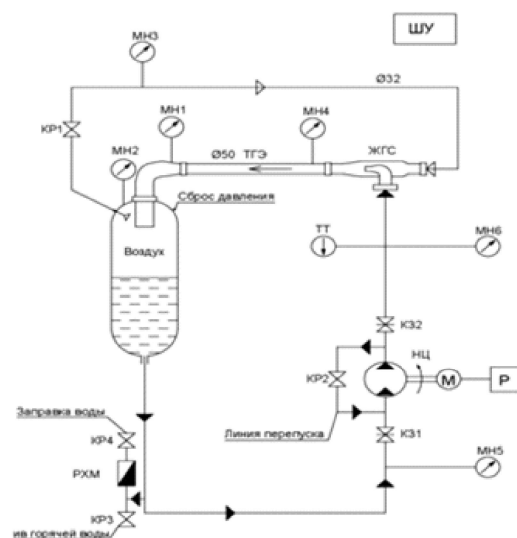 ШУ
МН3
Ø32
КР1
МН1
МН4
МН2
Ø50 ТГЭ
ЖГС
Сброс давления
Воздух
ТТ
МН6
КЗ2
НЦ
КР2
М
Р
Заправка воды
КР4
Линия перепуска
КЗ1
МН5
РХМ
КР3
ив горячей воды